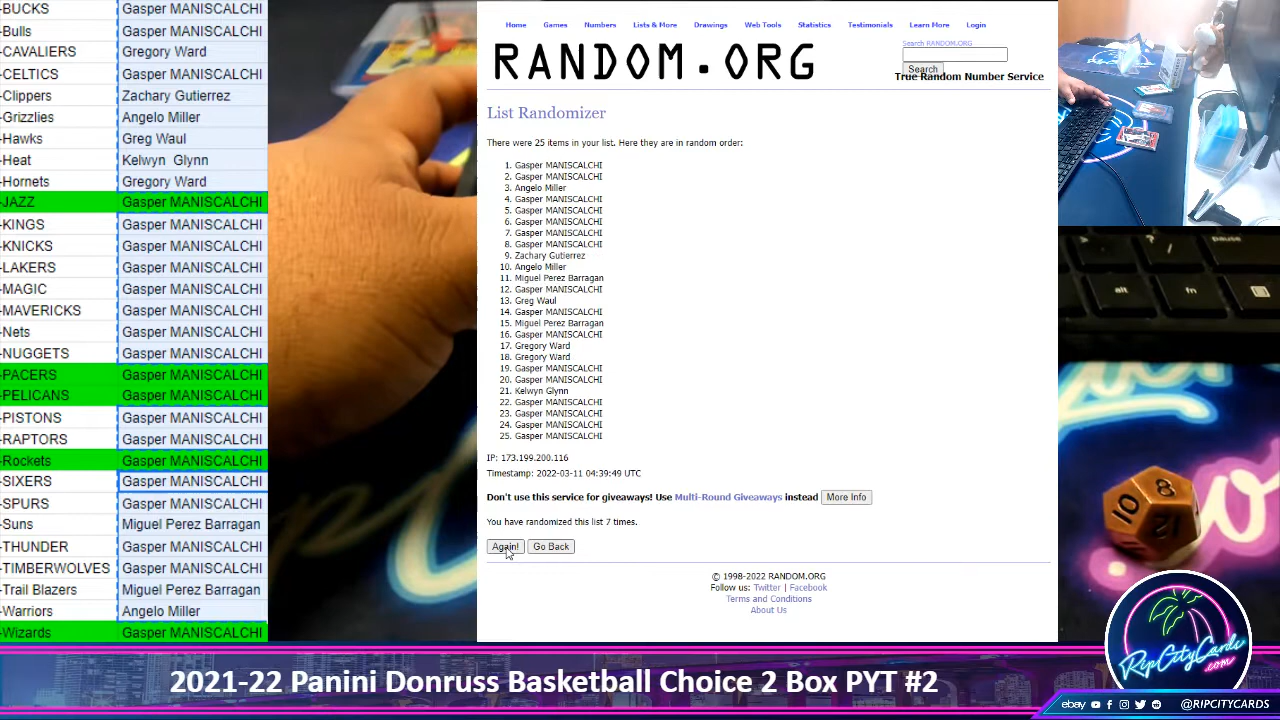 -BUCKS Gasper MANISCALCHI
-Bulls Gasper MANISCALCHI
-CAVALIERS Gregory Ward
-CELTICS Gasper MANISCALCHI
-Clippers Zachary Gutierrez
-Grizzlies Angelo Miller
-Hawks Greg Waul
-Heat Kelwyn Glynn
-Hornets Gregory Ward
-JAZZ Gasper MANISCALCHI
-KINGS Gasper MANISCALCHI
-KNICKS Gasper MANISCALCHI
-LAKERS Gasper MANISCALCHI
-MAGIC Gasper MANISCALCHI
-MAVERICKS Gasper MANISCALCHI
-Nets Gasper MANISCALCHI
-NUGGETS Gasper MANISCALCHI
-PACERS Gasper MANISCALCHI
-PELICANS Gasper MANISCALCHI
-PISTONS Gasper MANISCALCHI
-RAPTORS Gasper MANISCALCHI
-Rockets Gasper MANISCALCHI
-SIXERS Gasper MANISCALCHI
-SPURS Gasper MANISCALCHI
-Suns Miguel Perez Barragan
-THUNDER Gasper MANISCALCHI
-TIMBERWOLVES Gasper MANISCALCHI
-Trail Blazers Miguel Perez Barragan
-Warriors Angelo Miller
-Wizards Gasper MANISCALCHI
Home Games Numbers Lists & More Drawings Web Tools Statistics Testimonials Learn More Login
RANDOM.ORG
Search RANDOM.ORG
Search
True Random Number Service
List Randomizer
There were 25 items in your list. Here they are in random order:
1. Gasper MANISCALCHI
2. Gasper MANISCALCHI
3. Angelo Miller
4. Gasper MANISCALCHI
5. Gasper MANISCALCHI
6. Gasper MANISCALCHI
7. Gasper MANISCALCHI
8. Gasper MANISCALCHI
9. Zachary Gutierrez
10. Angelo Miller
11. Miguel Perez Barragan
12. Gasper MANISCALCHI
13. Greg Waul
14. Gasper MANISCALCHI
15. Miguel Perez Barragan
16. Gasper MANISCALCHI
17. Gregory Ward
18. Gregory Ward
19. Gasper MANISCALCHI
20. Gasper MANISCALCHI
21. Kelwyn Glynn
22. Gasper MANISCALCHI
23. Gasper MANISCALCHI
24. Gasper MANISCALCHI
25. Gasper MANISCALCHI
IP: 173.199.200.116
Timestamp: 2022-03-11 04:39:49 UTC
Don't use this service for giveaways! Use Multi-Round Giveaways instead More Info
You have randomized this list 7 times.
Again! Go Back
© 1998-2022 RANDOM.ORG
Follow us: Twitter | Facebook
Terms and Conditions
About Us
Pause
alt fn ctrl
10 12
RipCityCards
.com
2021-22 Panini Donruss Basketball Choice 2 Box PYT #2
ebay @RIPCITYCARDS